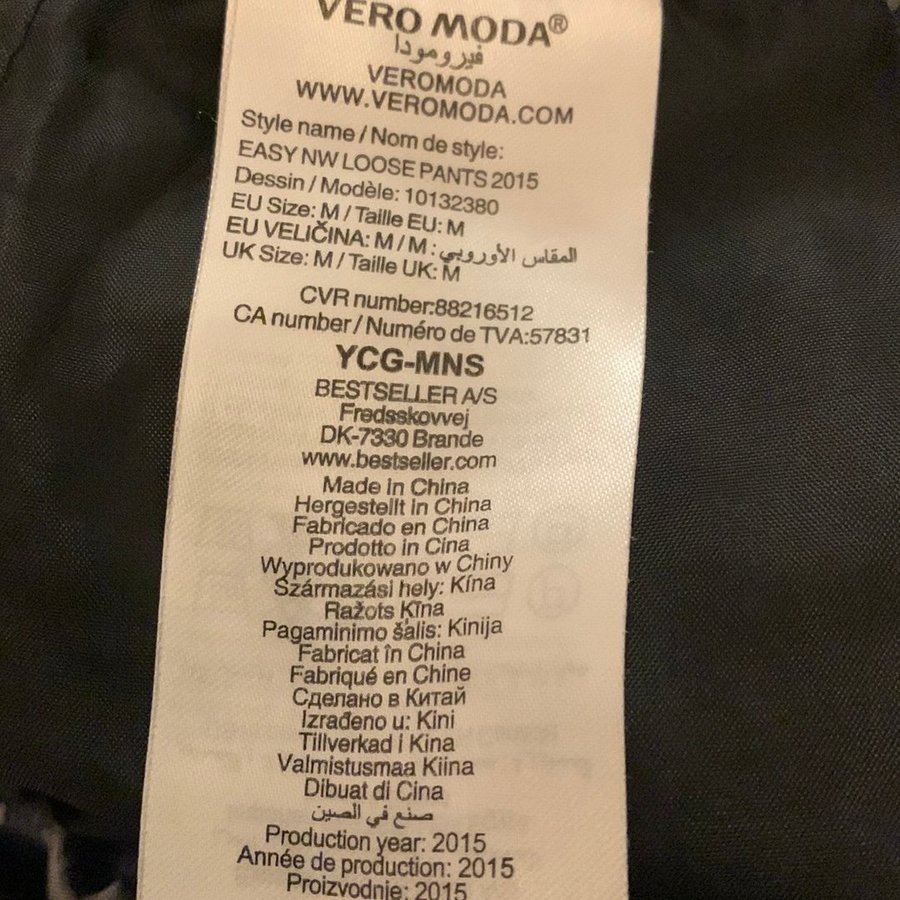 VERO MODA®
فيرومودا
VEROMODA
WWW.VEROMODA.COM
Style name / Nom de style:
EASY NW LOOSE PANTS 2015
Dessin / Modèle: 10132380
EU Size: M / Taille EU: M
EU VELIČINA: M / M : المقاس الأوروبي
UK Size: M / Taille UK: M
CVR number:88216512
CA number / Numéro de TVA:57831
YCG-MNS
BESTSELLER A/S
Fredsskovvej
DK-7330 Brande
www.bestseller.com
Made in China
Hergestellt in China
Fabricado en China
Prodotto in Cina
Wyprodukowano w Chiny
Származási hely: Kína
Ražots Ķīna
Pagaminimo šalis: Kinija
Fabricat în China
Fabriqué en Chine
Сделано в Китай
Izrađeno u: Kini
Tillverkad i Kina
Valmistusmaa Kiina
Dibuat di Cina
صنع في الصين
Production year: 2015
Année de production: 2015
Proizvodnje: 2015